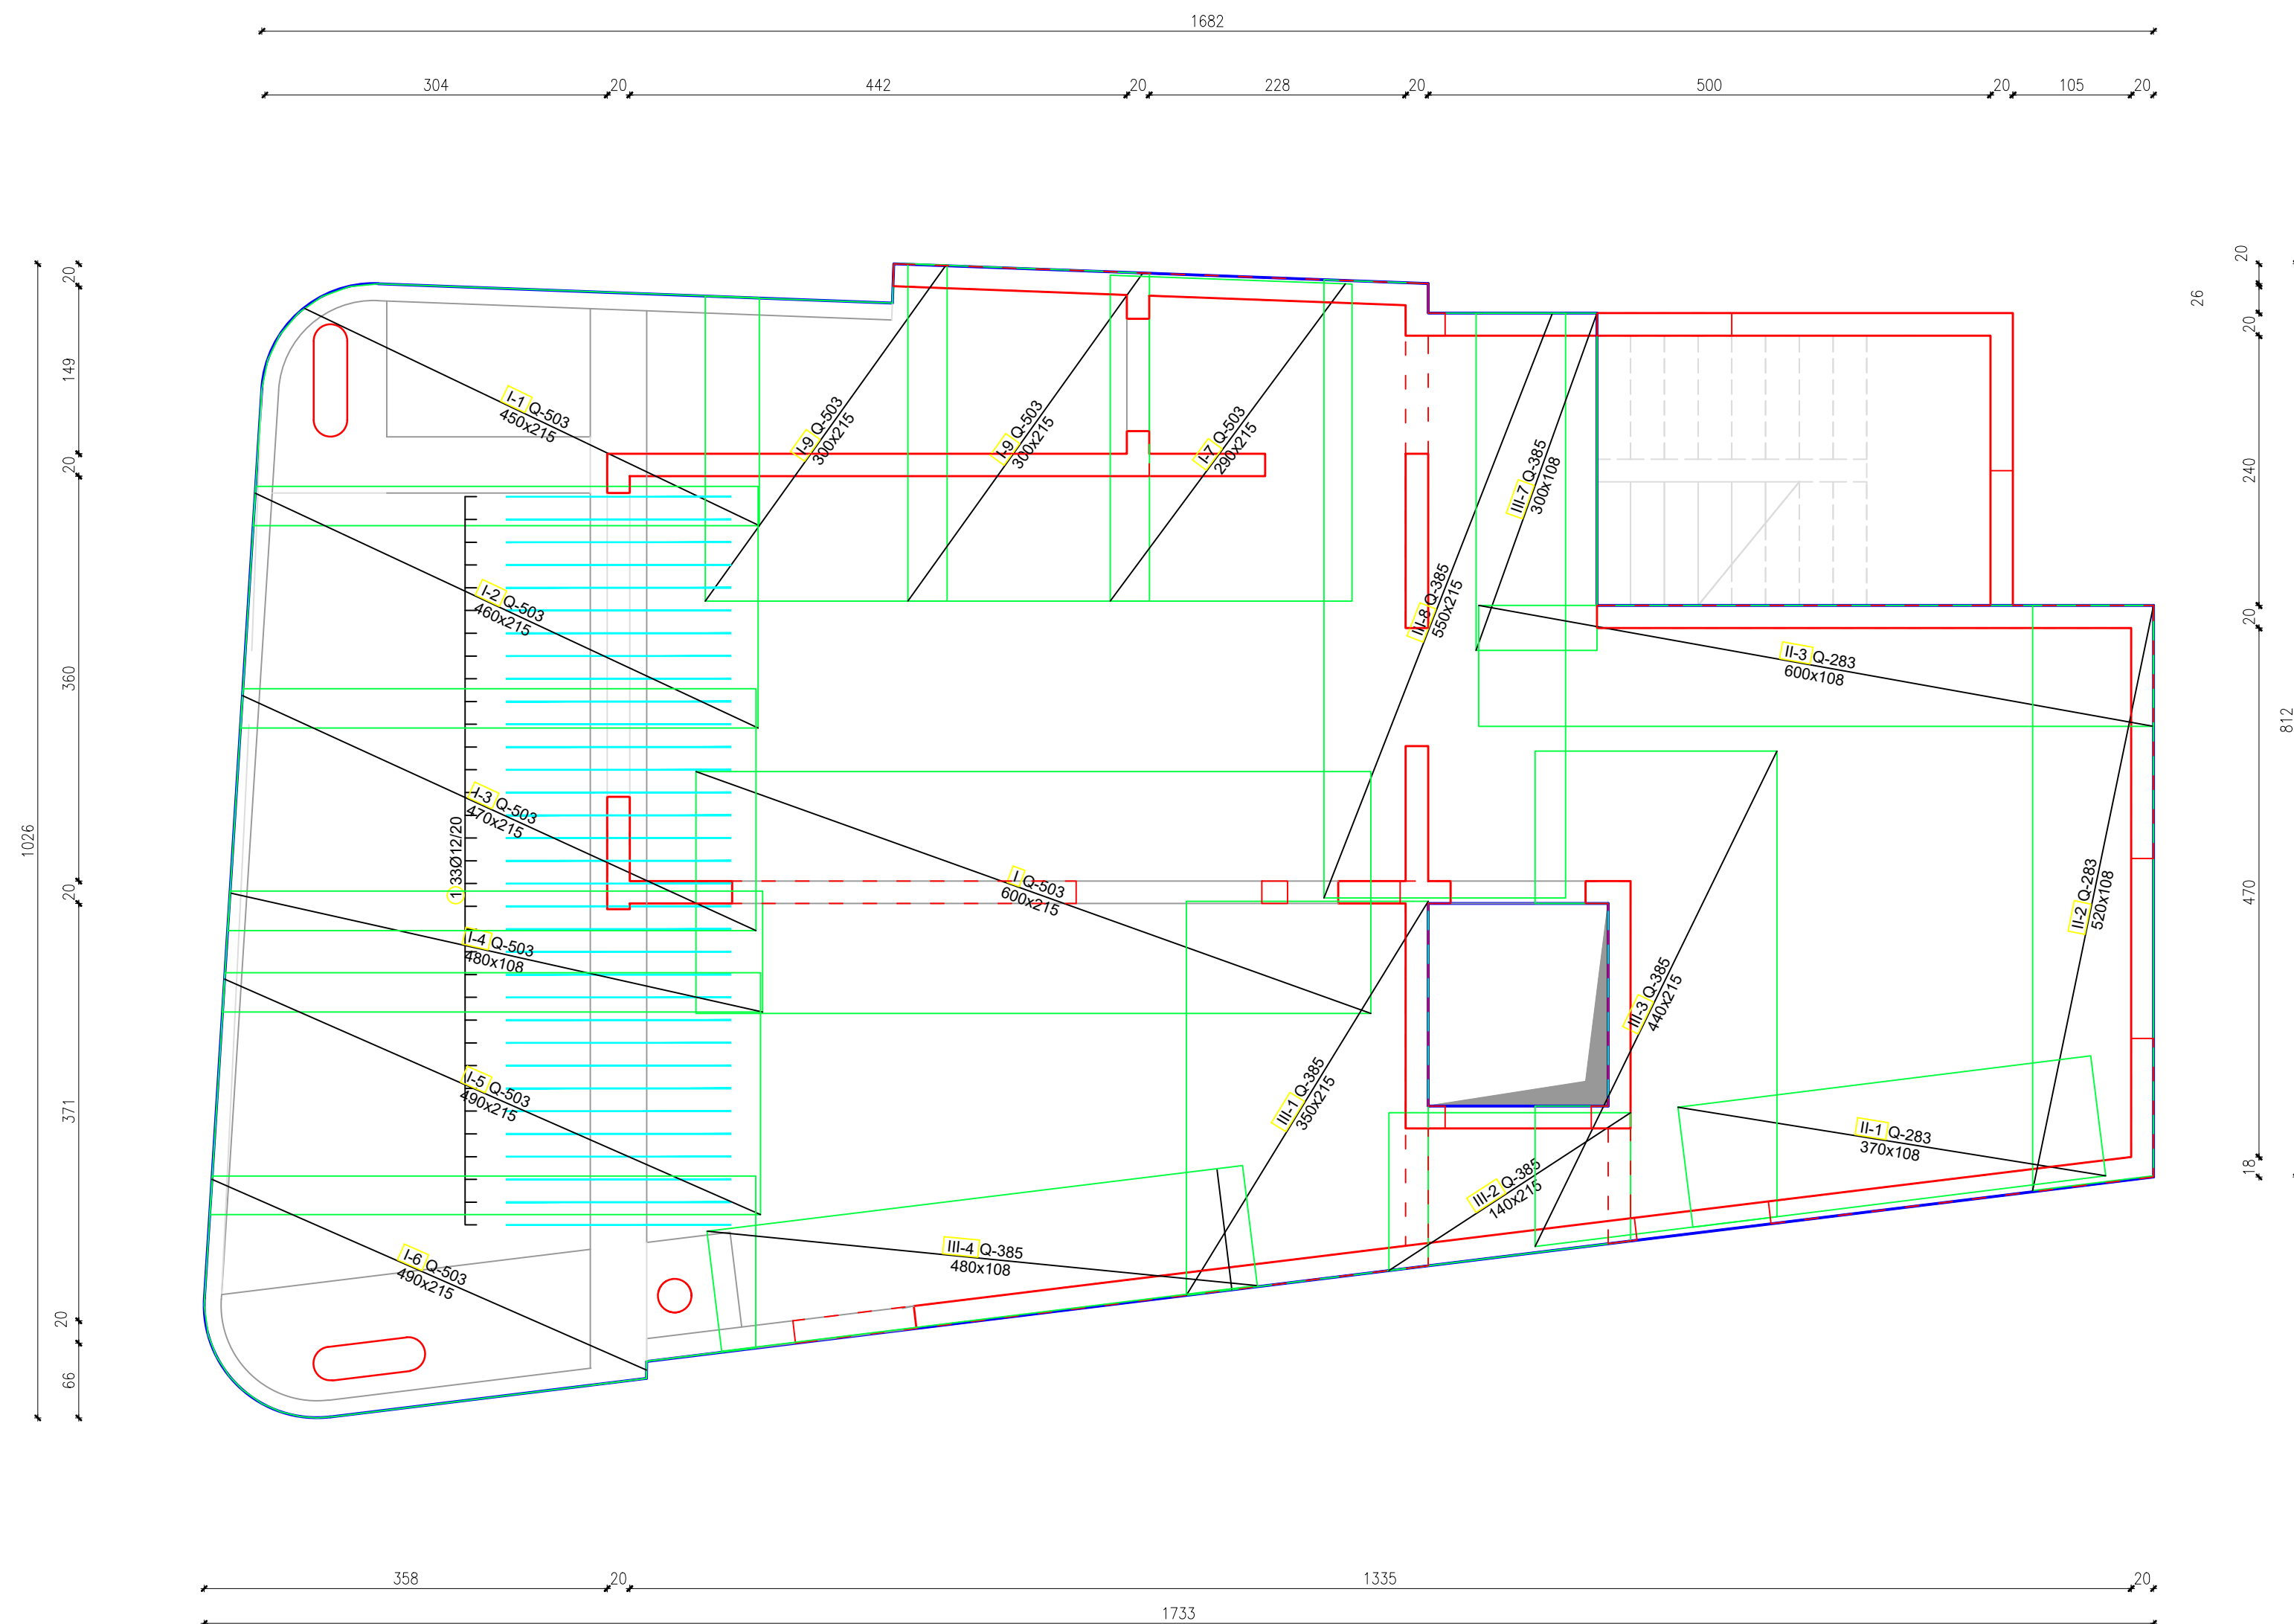 1682
304 20 442 20 228 20 500 20 105 20
20
20
26
20
149
I-1 Q-503
450x215
I-9 Q-503
300x215
I-9 Q-503
300x215
I-7 Q-503
290x215
III-7 Q-385
300x108
20
240
I-2 Q-503
460x215
III-8 Q-385
550x215
20
II-3 Q-283
600x108
360
812
I-3 Q-503
470x215
1026
1 33Ø12/20
I Q-503
600x215
20
470
II-2 Q-283
520x108
I-4 Q-503
480x108
III-3 Q-385
440x215
I-5 Q-503
490x215
371
III-1 Q-385
350x215
II-1 Q-283
370x108
III-2 Q-385
140x215
18
I-6 Q-503
490x215
III-4 Q-385
480x108
20
66
358 20 1335 20
1733